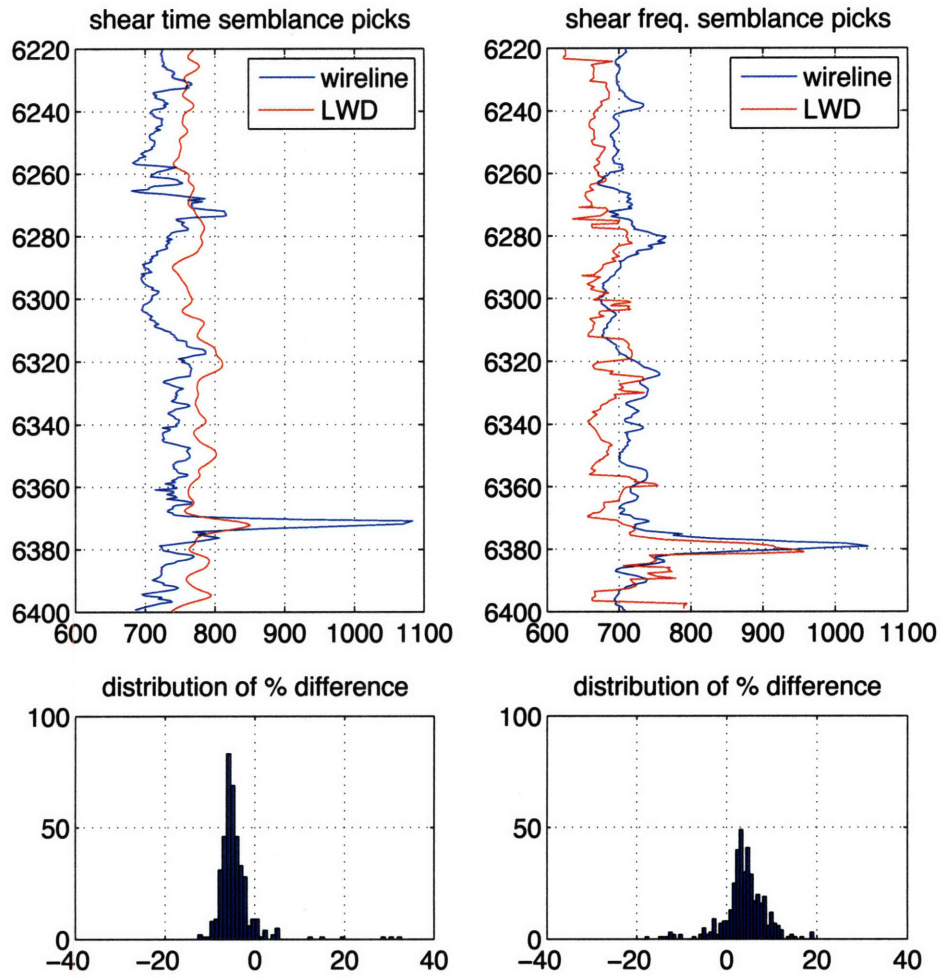 shear time semblance picks
6220
6240
6260
6280
6300
6320
6340
6360
6380
6400
600 700 800 900 1000 1100
wireline
LWD
shear freq. semblance picks
6220
6240
6260
6280
6300
6320
6340
6360
6380
6400
600 700 800 900 1000 1100
wireline
LWD
distribution of % difference
100
50
0
-40 -20 0 20 40
distribution of % difference
100
50
0
-40 -20 0 20 40